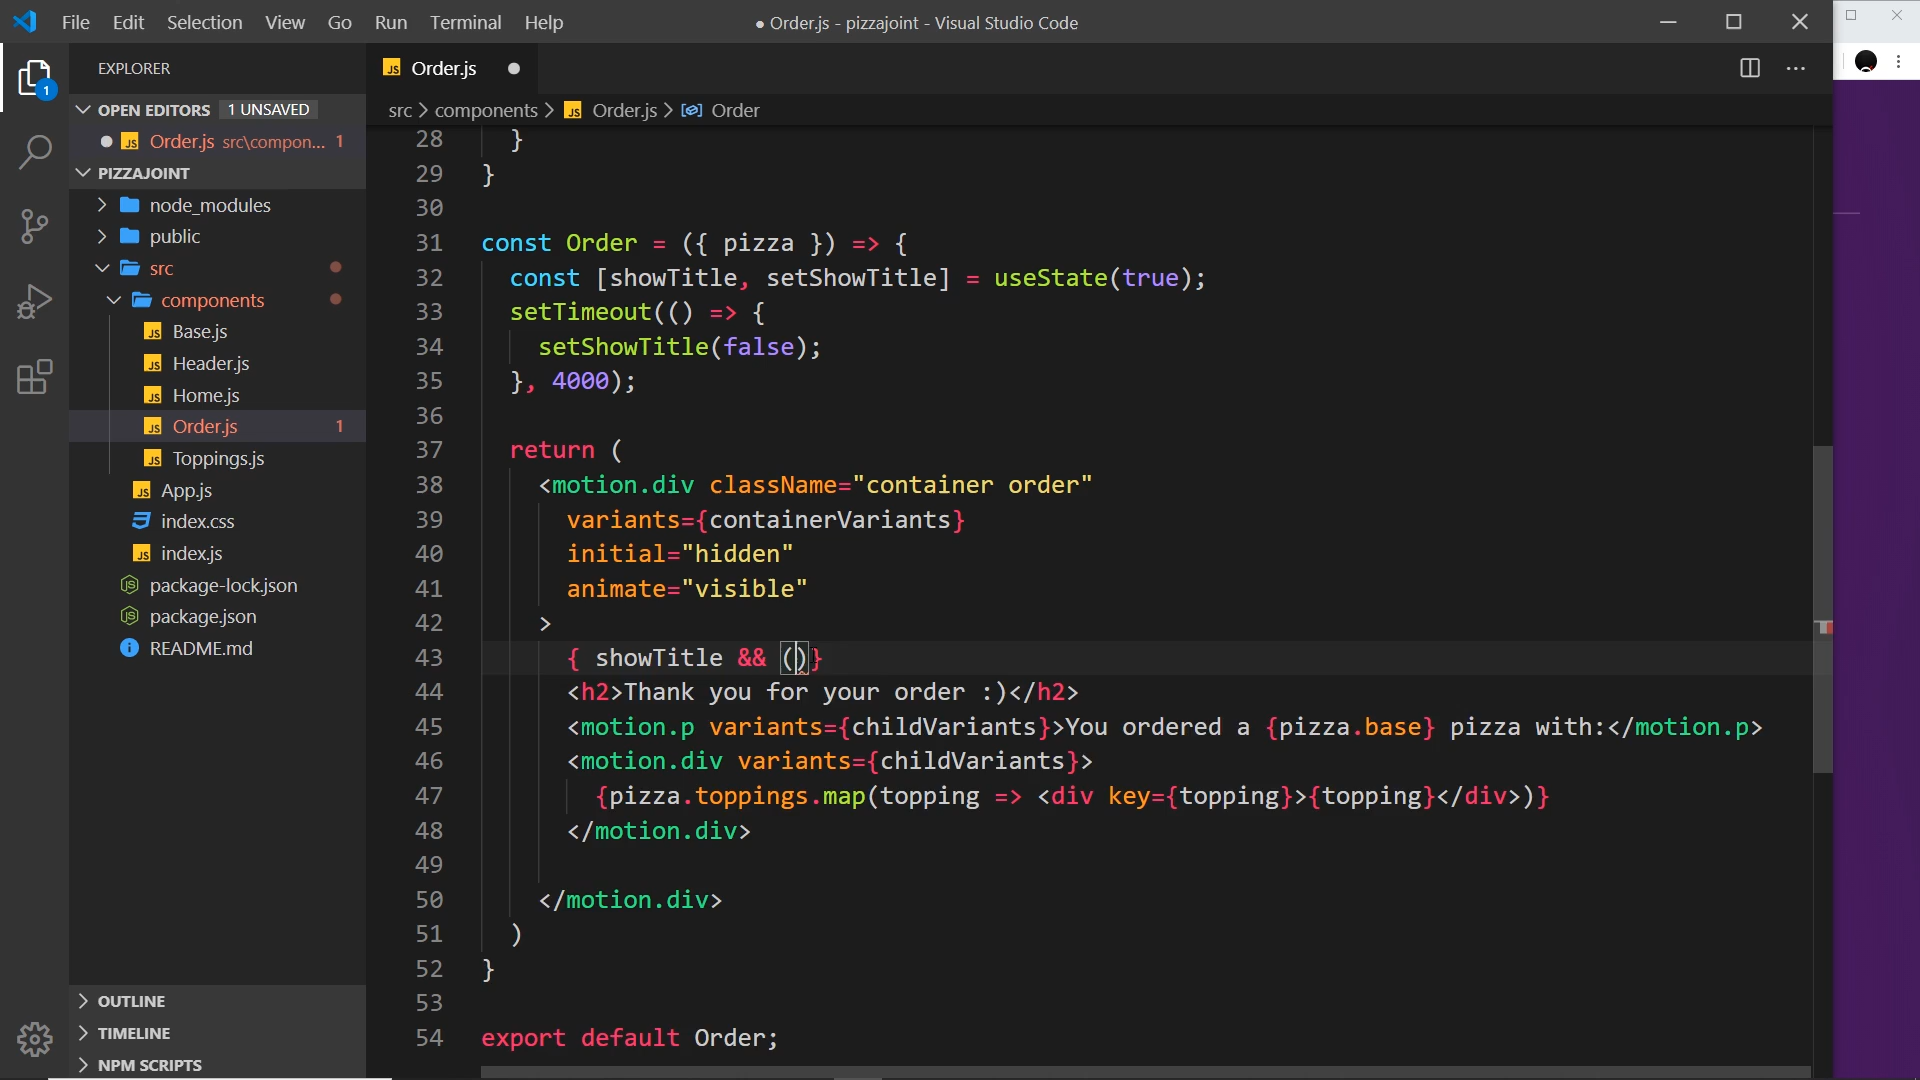 File Edit Selection View Go Run Terminal Help
● Order.js - pizzajoint - Visual Studio Code
EXPLORER
OPEN EDITORS 1 UNSAVED
Order.js src\compon... 1
PIZZAJOINT
node_modules
public
src
components
Base.js
Header.js
Home.js
Order.js 1
Toppings.js
App.js
index.css
index.js
package-lock.json
package.json
README.md
OUTLINE
TIMELINE
NPM SCRIPTS
1
JS Order.js
src > components > JS Order.js > Order
28 }
29 }
30
31 const Order = ({ pizza }) => {
32 const [showTitle, setShowTitle] = useState(true);
33 setTimeout(() => {
34 setShowTitle(false);
35 }, 4000);
36
37 return (
38 <motion.div className="container order"
39 variants={containerVariants}
40 initial="hidden"
41 animate="visible"
42 >
43 { showTitle && ()}
44 <h2>Thank you for your order :)</h2>
45 <motion.p variants={childVariants}>You ordered a {pizza.base} pizza with:</motion.p>
46 <motion.div variants={childVariants}>
47 {pizza.toppings.map(topping => <div key={topping}>{topping}</div>)}
48 </motion.div>
49
50 </motion.div>
51 )
52 }
53
54 export default Order;